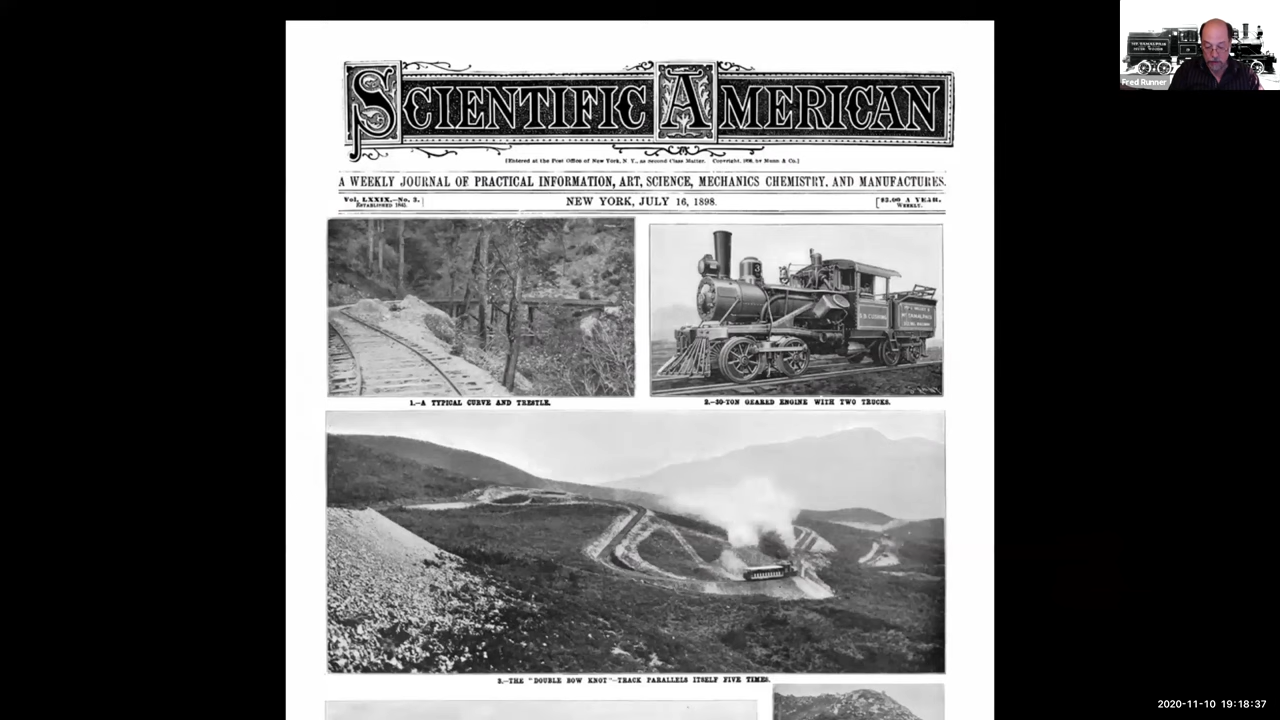 SCIENTIFIC AMERICAN
[Entered at the Post Office of New York, N. Y., as Second Class Matter. Copyright, 1898, by Munn & Co.]
A WEEKLY JOURNAL OF PRACTICAL INFORMATION, ART, SCIENCE, MECHANICS CHEMISTRY. AND MANUFACTURES.
Vol. LXXIX.—No. 3.
ESTABLISHED 1845.
NEW YORK, JULY 16, 1898.
[$3.00 A YEAR.
WEEKLY.
1.—A TYPICAL CURVE AND TRESTLE.
2.—30-TON GEARED ENGINE WITH TWO TRUCKS.
3.—THE "DOUBLE BOW KNOT"—TRACK PARALLELS ITSELF FIVE TIMES.
3
MT. TAMALPAIS
Fred Runner
2020-11-10 19:18:37